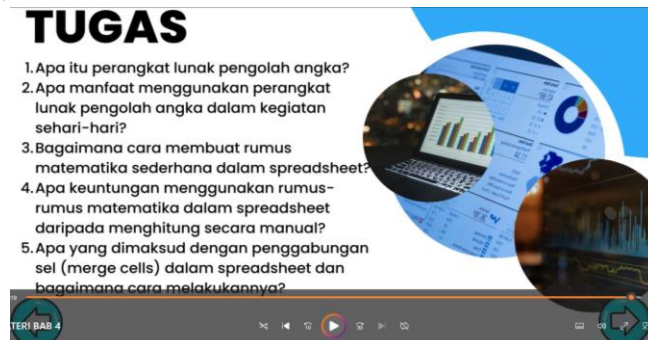 TUGAS
1. Apa itu perangkat lunak pengolah angka?
2. Apa manfaat menggunakan perangkat
lunak pengolah angka dalam kegiatan
sehari-hari?
3. Bagaimana cara membuat rumus
matematika sederhana dalam spreadsheet?
4. Apa keuntungan menggunakan rumus-
rumus matematika dalam spreadsheet
daripada menghitung secara manual?
5. Apa yang dimaksud dengan penggabungan
sel (merge cells) dalam spreadsheet dan
bagaimana cara melakukannya?
TERI BAB 4